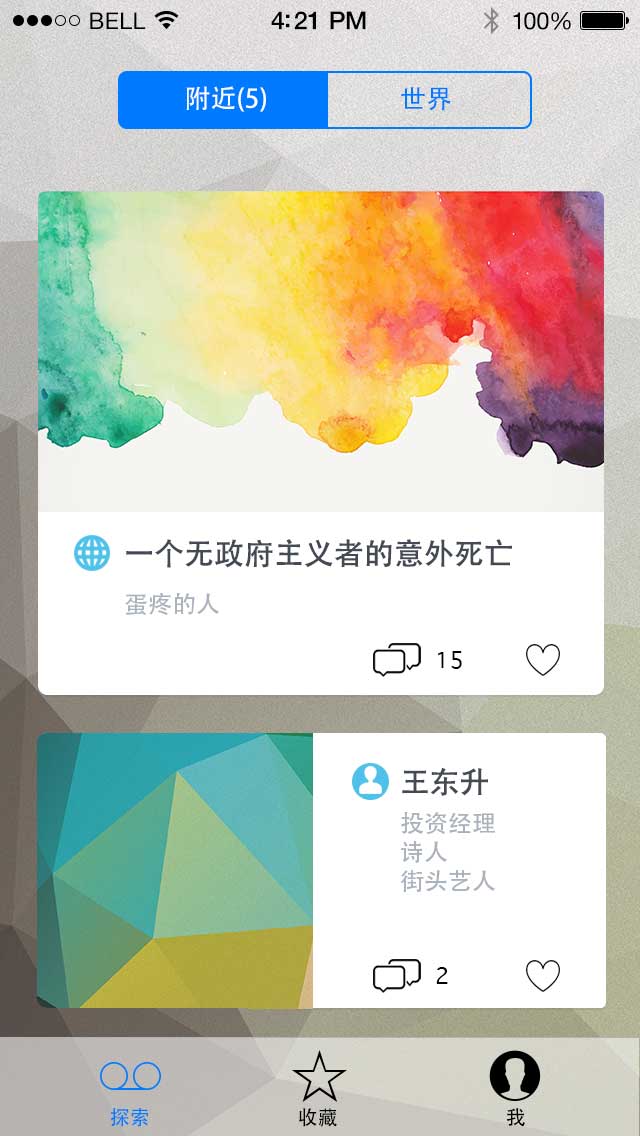 BELL 4:21 PM 100%
附近(5) 世界
一个无政府主义者的意外死亡
蛋疼的人
15
王东升
投资经理
诗人
街头艺人
2
探索 收藏 我